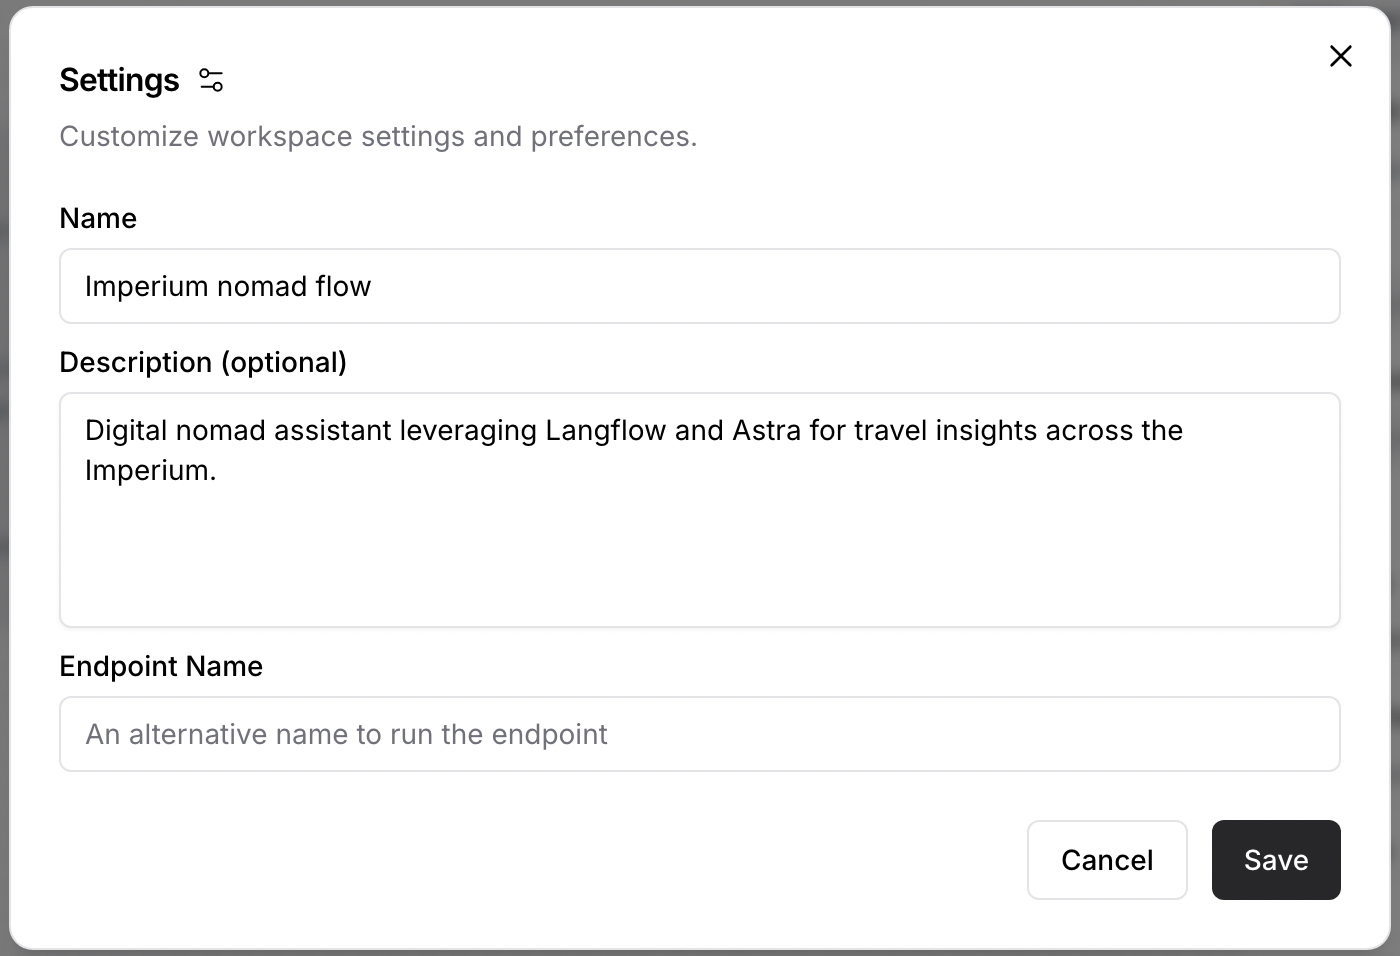 Settings
Customize workspace settings and preferences.
Name
Imperium nomad flow
Description (optional)
Digital nomad assistant leveraging Langflow and Astra for travel insights across the
Imperium.
Endpoint Name
An alternative name to run the endpoint
Cancel
Save